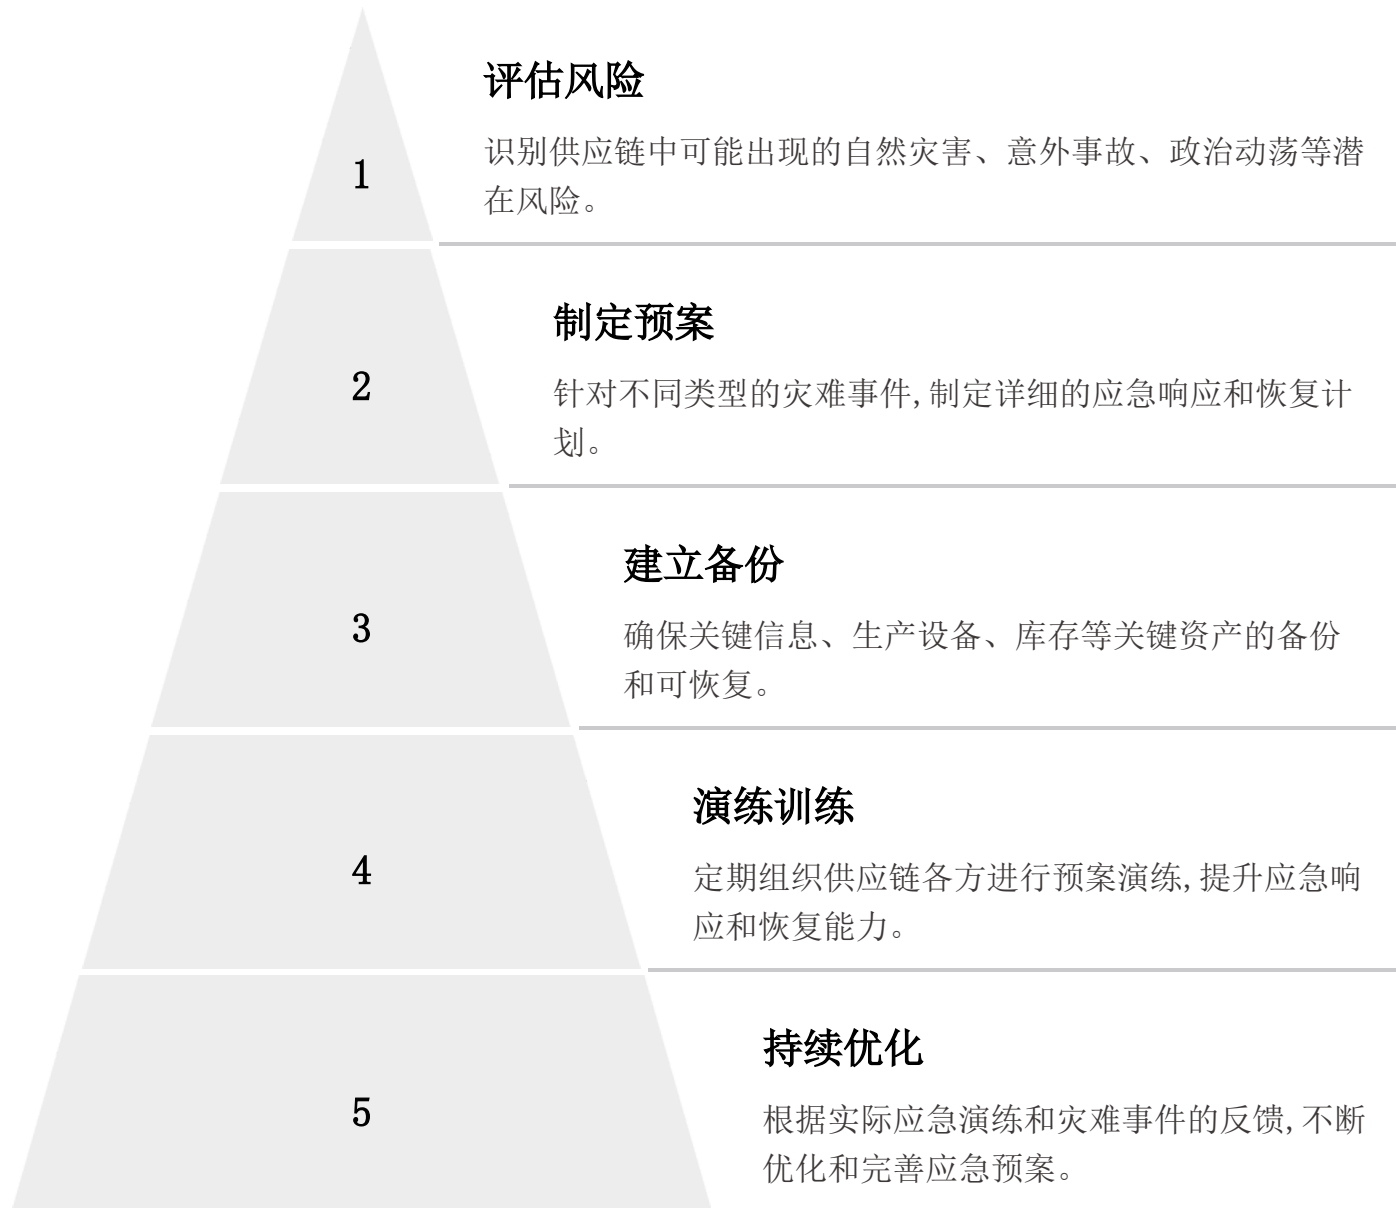 评估风险
1
识别供应链中可能出现的自然灾害、意外事故、政治动荡等潜
在风险。
制定预案
2
针对不同类型的灾难事件,制定详细的应急响应和恢复计
划。
建立备份
3
确保关键信息、生产设备、库存等关键资产的备份
和可恢复。
演练训练
4
定期组织供应链各方进行预案演练,提升应急响
应和恢复能力。
持续优化
5
根据实际应急演练和灾难事件的反馈,不断
优化和完善应急预案。